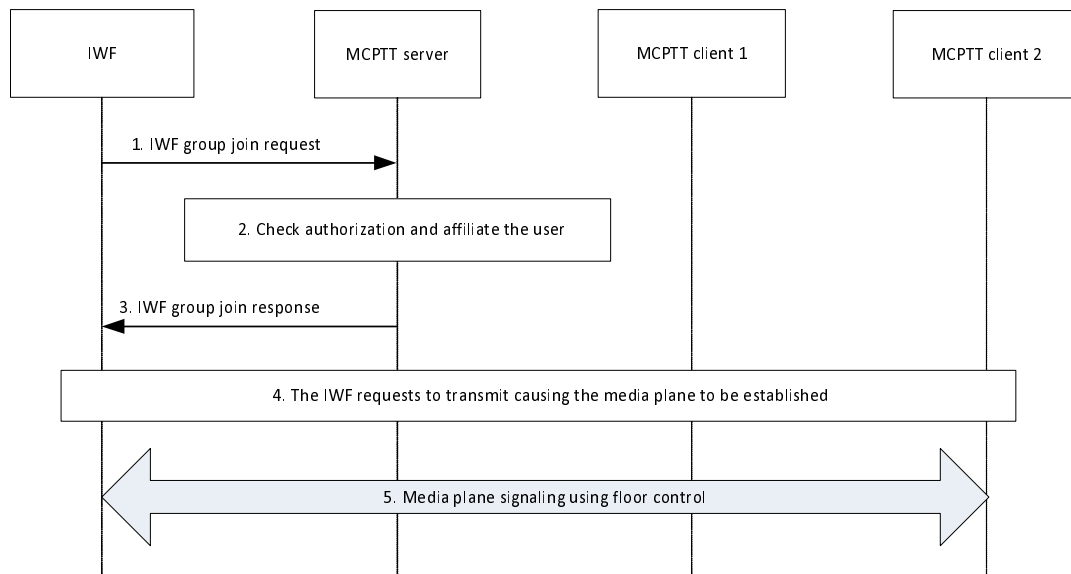 IWF
MCPTT server
MCPTT client 1
MCPTT client 2
1. IWF group join request
2. Check authorization and affiliate the user
3. IWF group join response
4. The IWF requests to transmit causing the media plane to be established
5. Media plane signaling using floor control